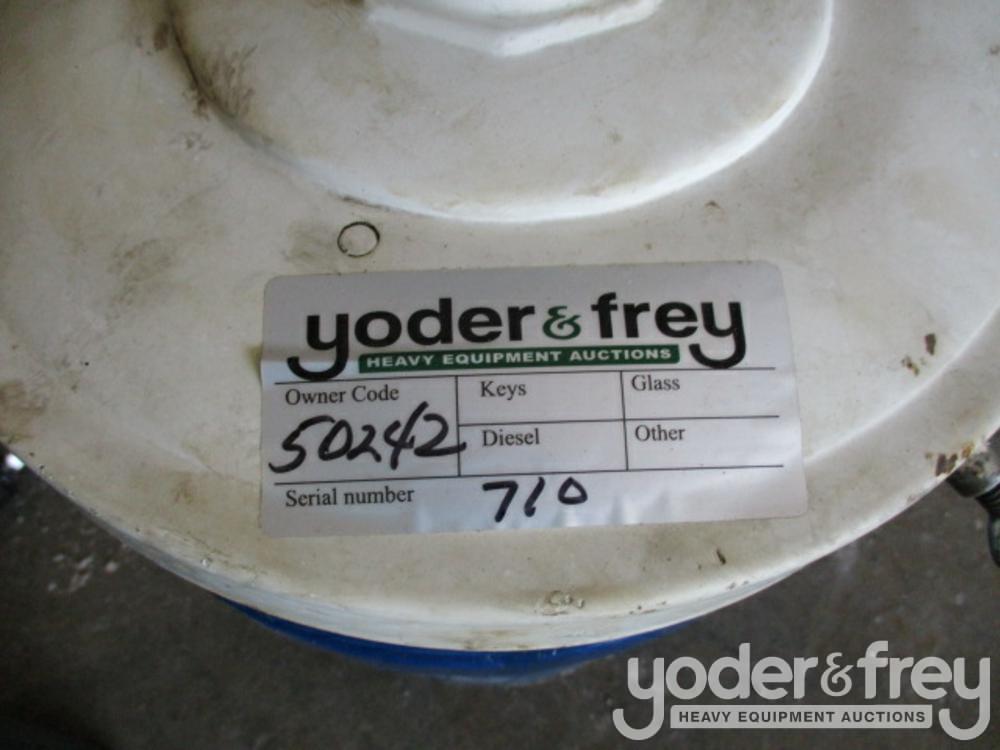 yoder & frey
HEAVY EQUIPMENT AUCTIONS
Owner Code Keys Glass
50242 Diesel Other
Serial number 710
yoder & frey
HEAVY EQUIPMENT AUCTIONS